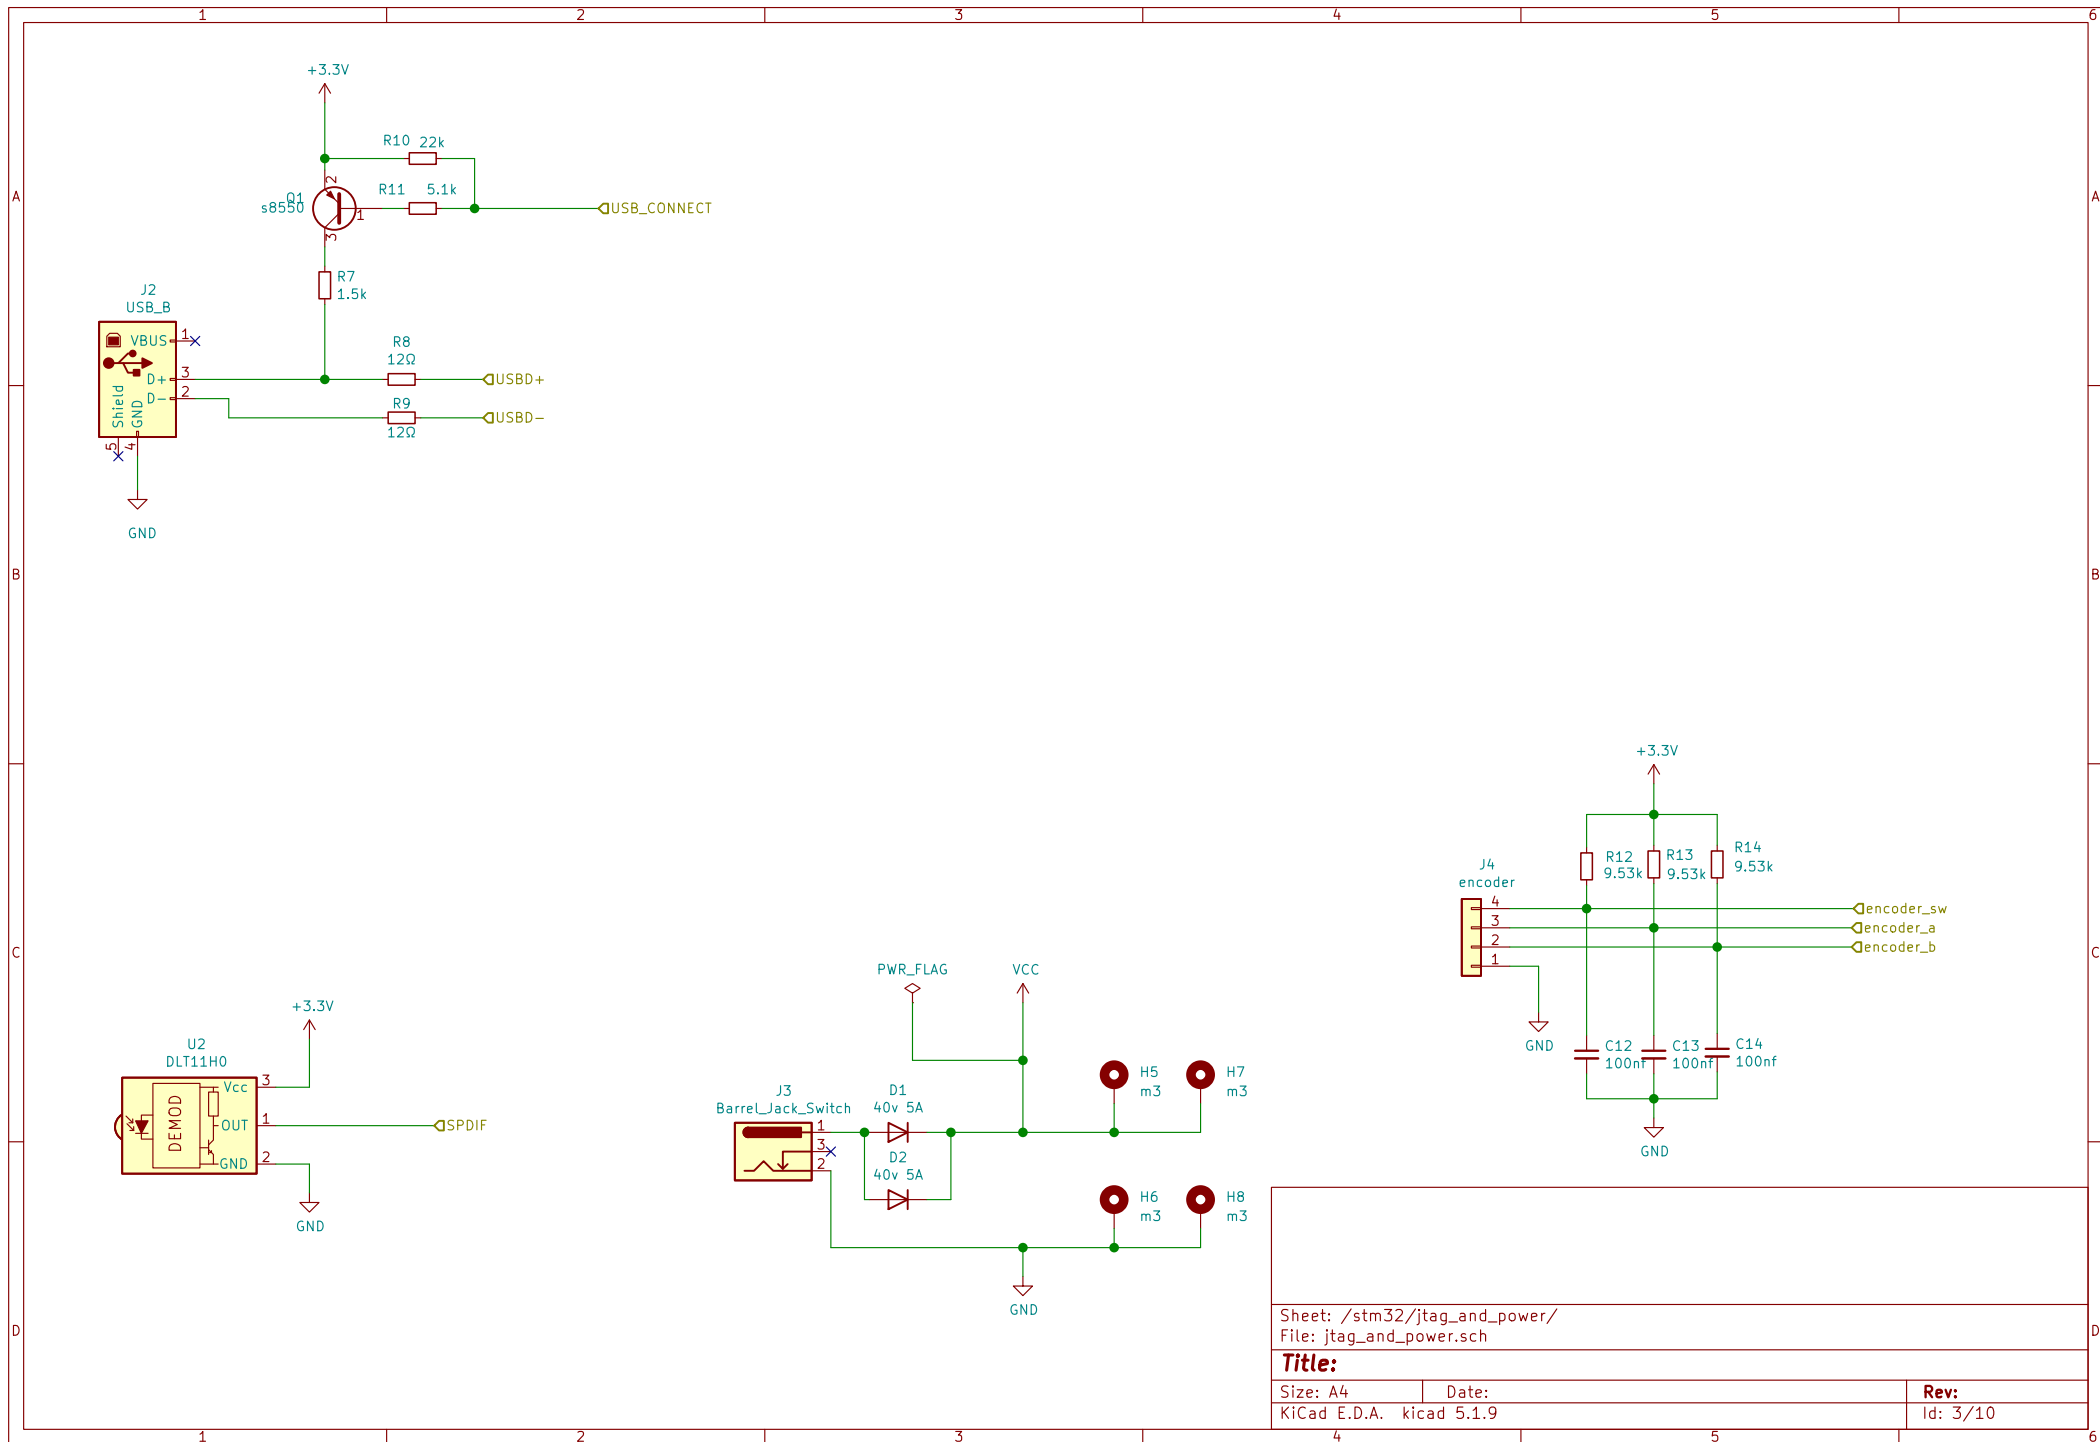 1 2 3 4 5 6
A A
B B
C C
D D
+3.3V
R10 22k
2
Q1
s8550
1
3
R11 5.1k
USB_CONNECT
R7
1.5k
J2
USB_B
VBUS 1
D+ 3
D- 2
Shield
GND
5
4
GND
R8
12Ω
USBD+
R9
12Ω
USBD-
+3.3V
J4
encoder
4
3
2
1
R12
9.53k
R13
9.53k
R14
9.53k
encoder_sw
encoder_a
encoder_b
GND
C12
100nf
C13
100nf
C14
100nf
GND
+3.3V
U2
DLT11H0
DEMOD
Vcc 3
OUT 1
GND 2
SPDIF
GND
PWR_FLAG
VCC
J3
Barrel_Jack_Switch
1
3
2
D1
40v 5A
D2
40v 5A
H5
m3
H7
m3
H6
m3
H8
m3
GND
Sheet: /stm32/jtag_and_power/
File: jtag_and_power.sch
Title:
Size: A4 Date: Rev:
KiCad E.D.A. kicad 5.1.9 Id: 3/10
1 2 3 4 5 6